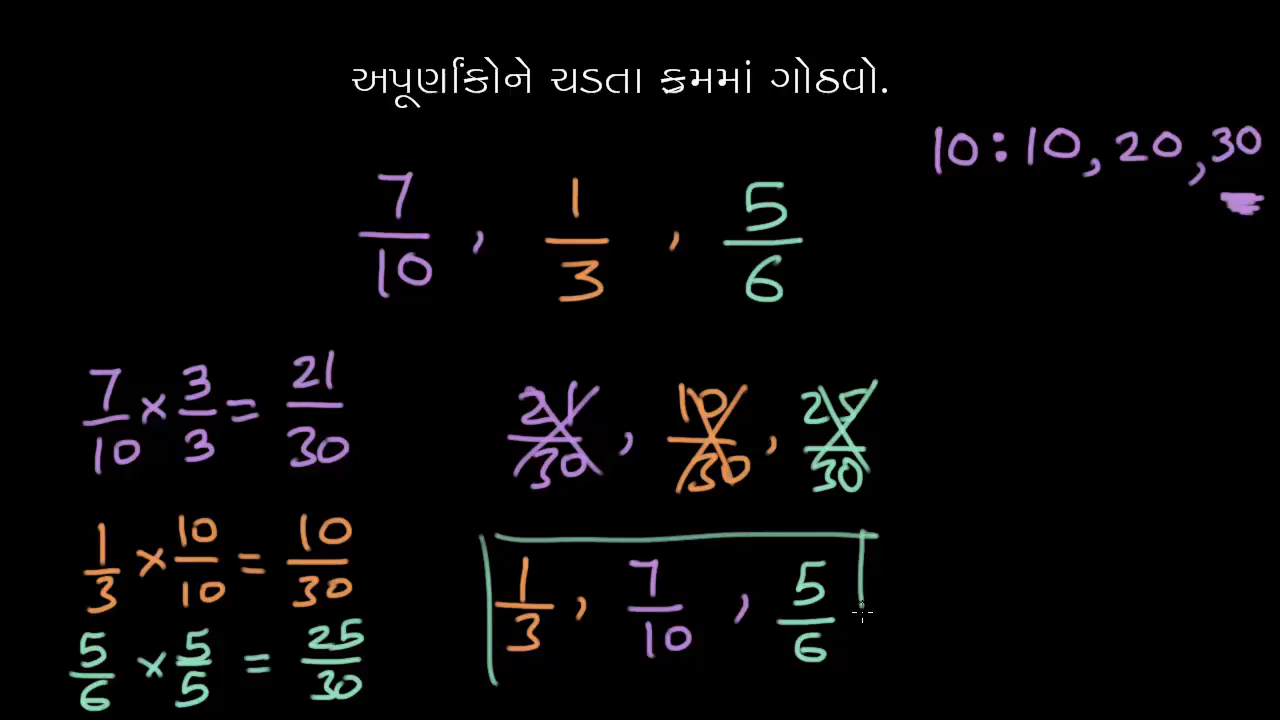 અપૂર્ણાંકોને ચડતા ક્રમમાં ગોઠવો.
10 : 10, 20, 30
7/10 , 1/3 , 5/6
7/10 × 3/3 = 21/30
21/30 , 10/30 , 25/30
1/3 × 10/10 = 10/30
1/3 , 7/10 , 5/6
5/6 × 5/5 = 25/30